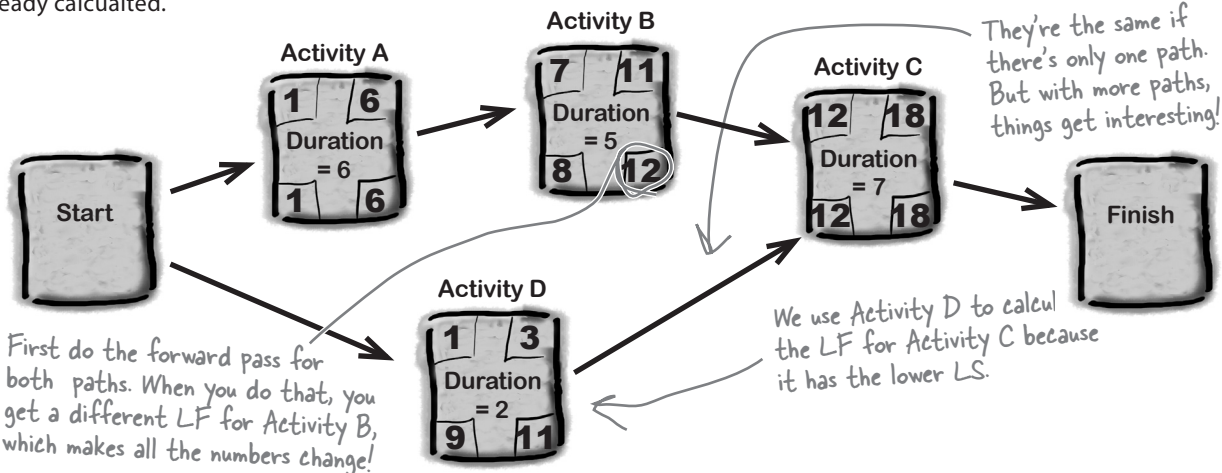 eady calcualted.
Activity A
1 6
Duration
= 6
1 6
Activity B
7 11
Duration
= 5
8 12
Activity C
12 18
Duration
= 7
12 18
They're the same if
there's only one path.
But with more paths,
things get interesting!
Start
Finish
Activity D
1 3
Duration
= 2
9 11
First do the forward pass for
both paths. When you do that, you
get a different LF for Activity B,
which makes all the numbers change!
We use Activity D to calcul
the LF for Activity C because
it has the lower LS.